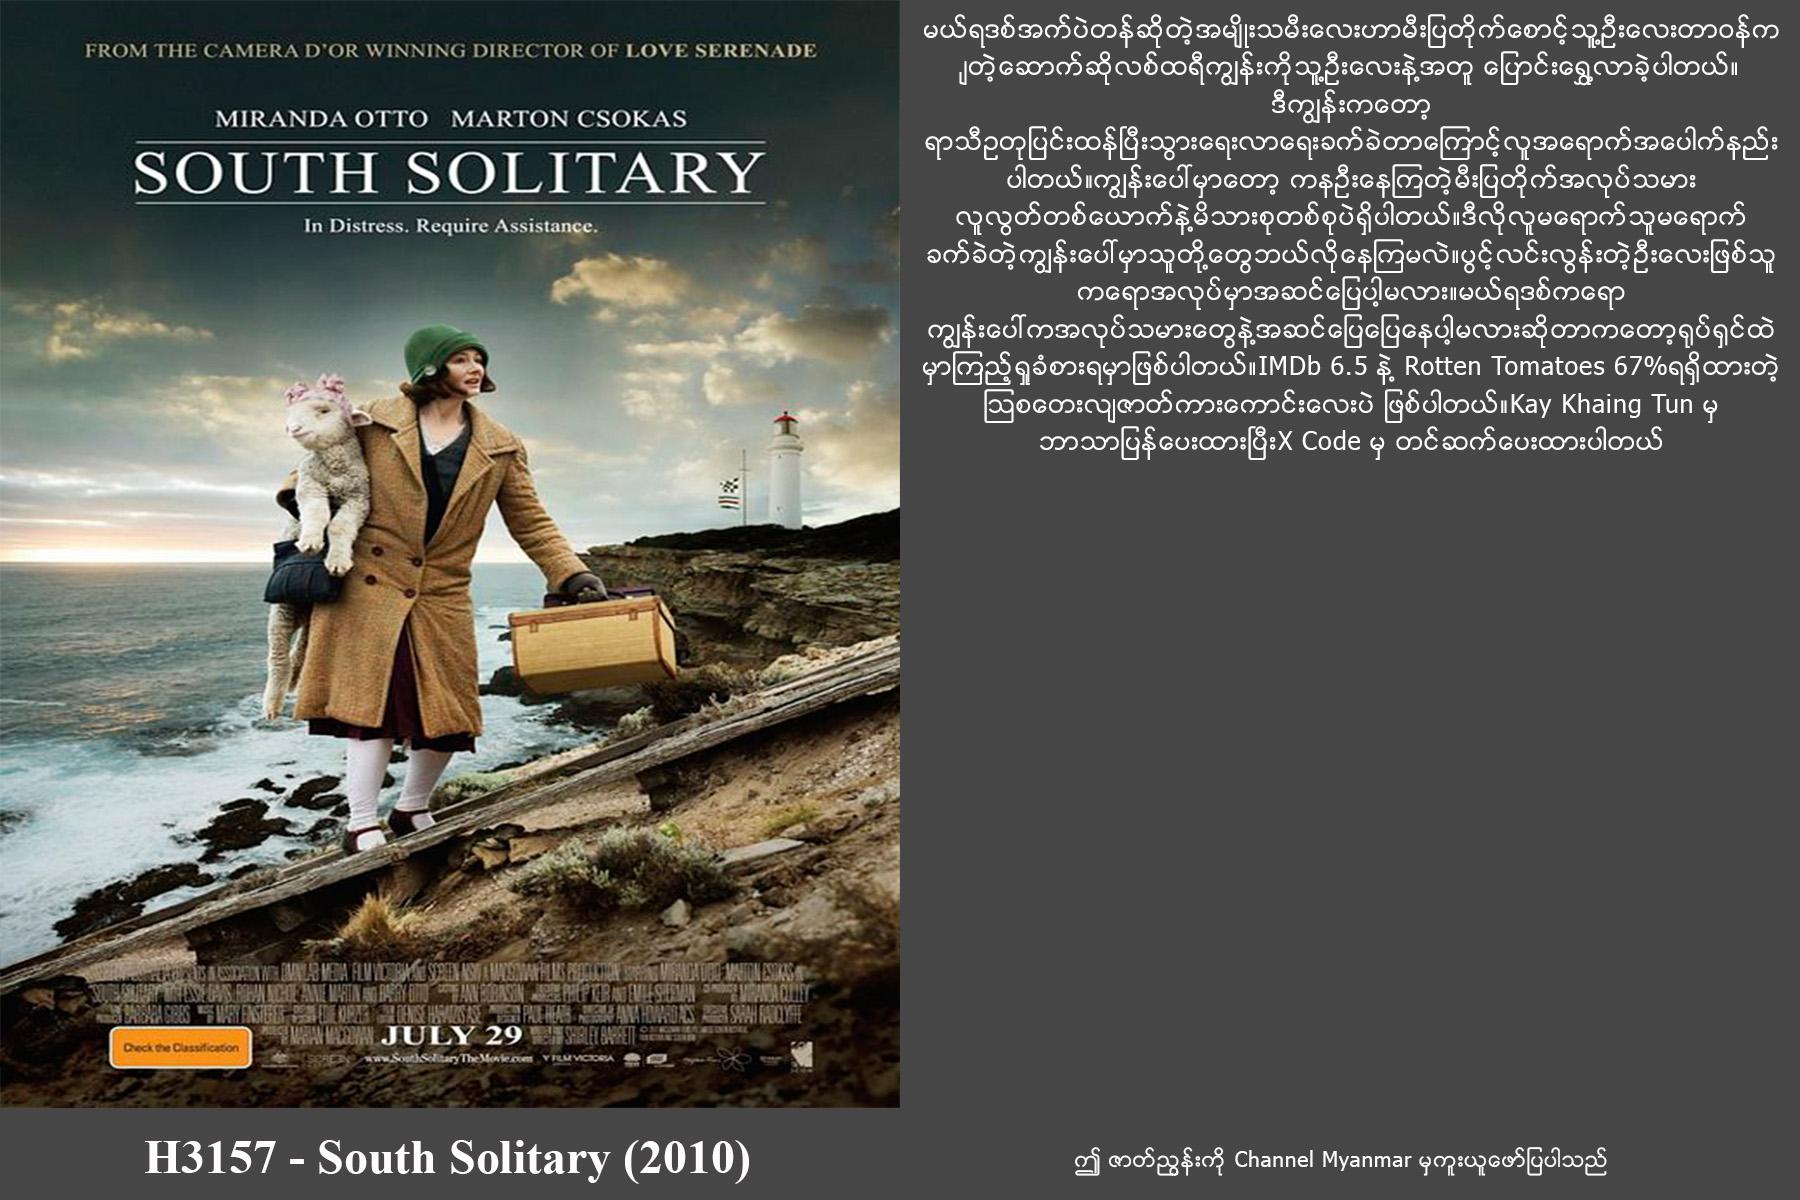 FROM THE CAMERA D'OR WINNING DIRECTOR OF LOVE SERENADE
MIRANDA OTTO MARTON CSOKAS
SOUTH SOLITARY
In Distress. Require Assistance.
JULY 29
Check the Classification
www.SouthSolitaryTheMovie.com
FILM VICTORIA
H3157 - South Solitary (2010)
မယ်ရဒစ်အက်ပဲတန်ဆိုတဲ့အမျိုးသမီးလေးဟာမီးပြတိုက်စောင့်သူ့ဦးလေးတာဝန်က
ျတဲ့ဆောက်ဆိုလစ်ထရီကျွန်းကိုသူ့ဦးလေးနဲ့အတူ ပြောင်းရွှေ့လာခဲ့ပါတယ်။
ဒီကျွန်းကတော့
ရာသီဥတုပြင်းထန်ပြီးသွားရေးလာရေးခက်ခဲတာကြောင့်လူအရောက်အပေါက်နည်း
ပါတယ်။ကျွန်းပေါ်မှာတော့ ကနဦးနေကြတဲ့မီးပြတိုက်အလုပ်သမား
လူလွတ်တစ်ယောက်နဲ့မိသားစုတစ်စုပဲရှိပါတယ်။ဒီလိုလူမရောက်သူမရောက်
ခက်ခဲတဲ့ကျွန်းပေါ်မှာသူတို့တွေဘယ်လိုနေကြမလဲ။ပွင့်လင်းလွန်းတဲ့ဦးလေးဖြစ်သူ
ကရောအလုပ်မှာအဆင်ပြေပါ့မလား။မယ်ရဒစ်ကရော
ကျွန်းပေါ်ကအလုပ်သမားတွေနဲ့အဆင်ပြေပြေနေပါ့မလားဆိုတာကတော့ရုပ်ရှင်ထဲ
မှာကြည့်ရှုခံစားရမှာဖြစ်ပါတယ်။IMDb 6.5 နဲ့ Rotten Tomatoes 67%ရရှိထားတဲ့
ဩစတေးလျဇာတ်ကားကောင်းလေးပဲ ဖြစ်ပါတယ်။Kay Khaing Tun မှ
ဘာသာပြန်ပေးထားပြီးX Code မှ တင်ဆက်ပေးထားပါတယ်
ဤ ဇာတ်ညွန်းကို Channel Myanmar မှကူးယူဖော်ပြပါသည်